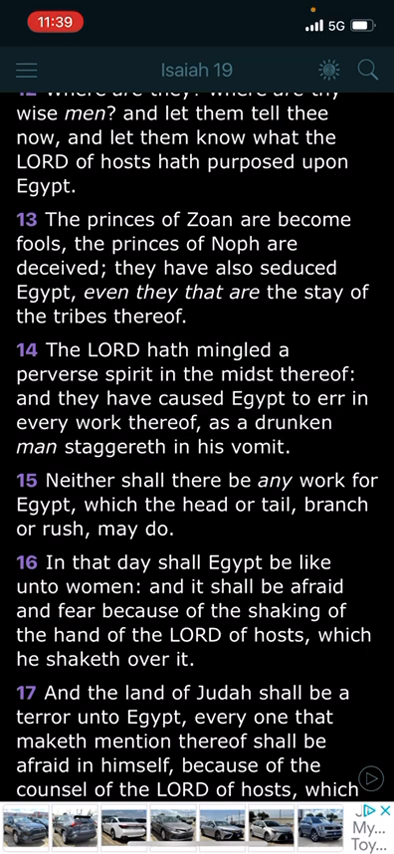 11:39
5G
Isaiah 19
12 Where are they? where are thy
wise men? and let them tell thee
now, and let them know what the
LORD of hosts hath purposed upon
Egypt.
13 The princes of Zoan are become
fools, the princes of Noph are
deceived; they have also seduced
Egypt, even they that are the stay of
the tribes thereof.
14 The LORD hath mingled a
perverse spirit in the midst thereof:
and they have caused Egypt to err in
every work thereof, as a drunken
man staggereth in his vomit.
15 Neither shall there be any work for
Egypt, which the head or tail, branch
or rush, may do.
16 In that day shall Egypt be like
unto women: and it shall be afraid
and fear because of the shaking of
the hand of the LORD of hosts, which
he shaketh over it.
17 And the land of Judah shall be a
terror unto Egypt, every one that
maketh mention thereof shall be
afraid in himself, because of the
counsel of the LORD of hosts, which
My...
Toy...